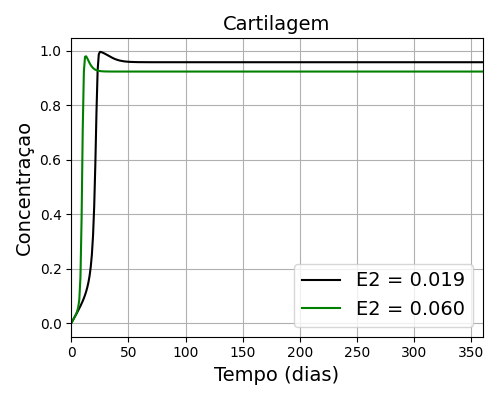 Cartilagem
Concentraçao
1.0
0.8
0.6
0.4
0.2
0.0
E2 = 0.019
E2 = 0.060
0 50 100 150 200 250 300 350
Tempo (dias)